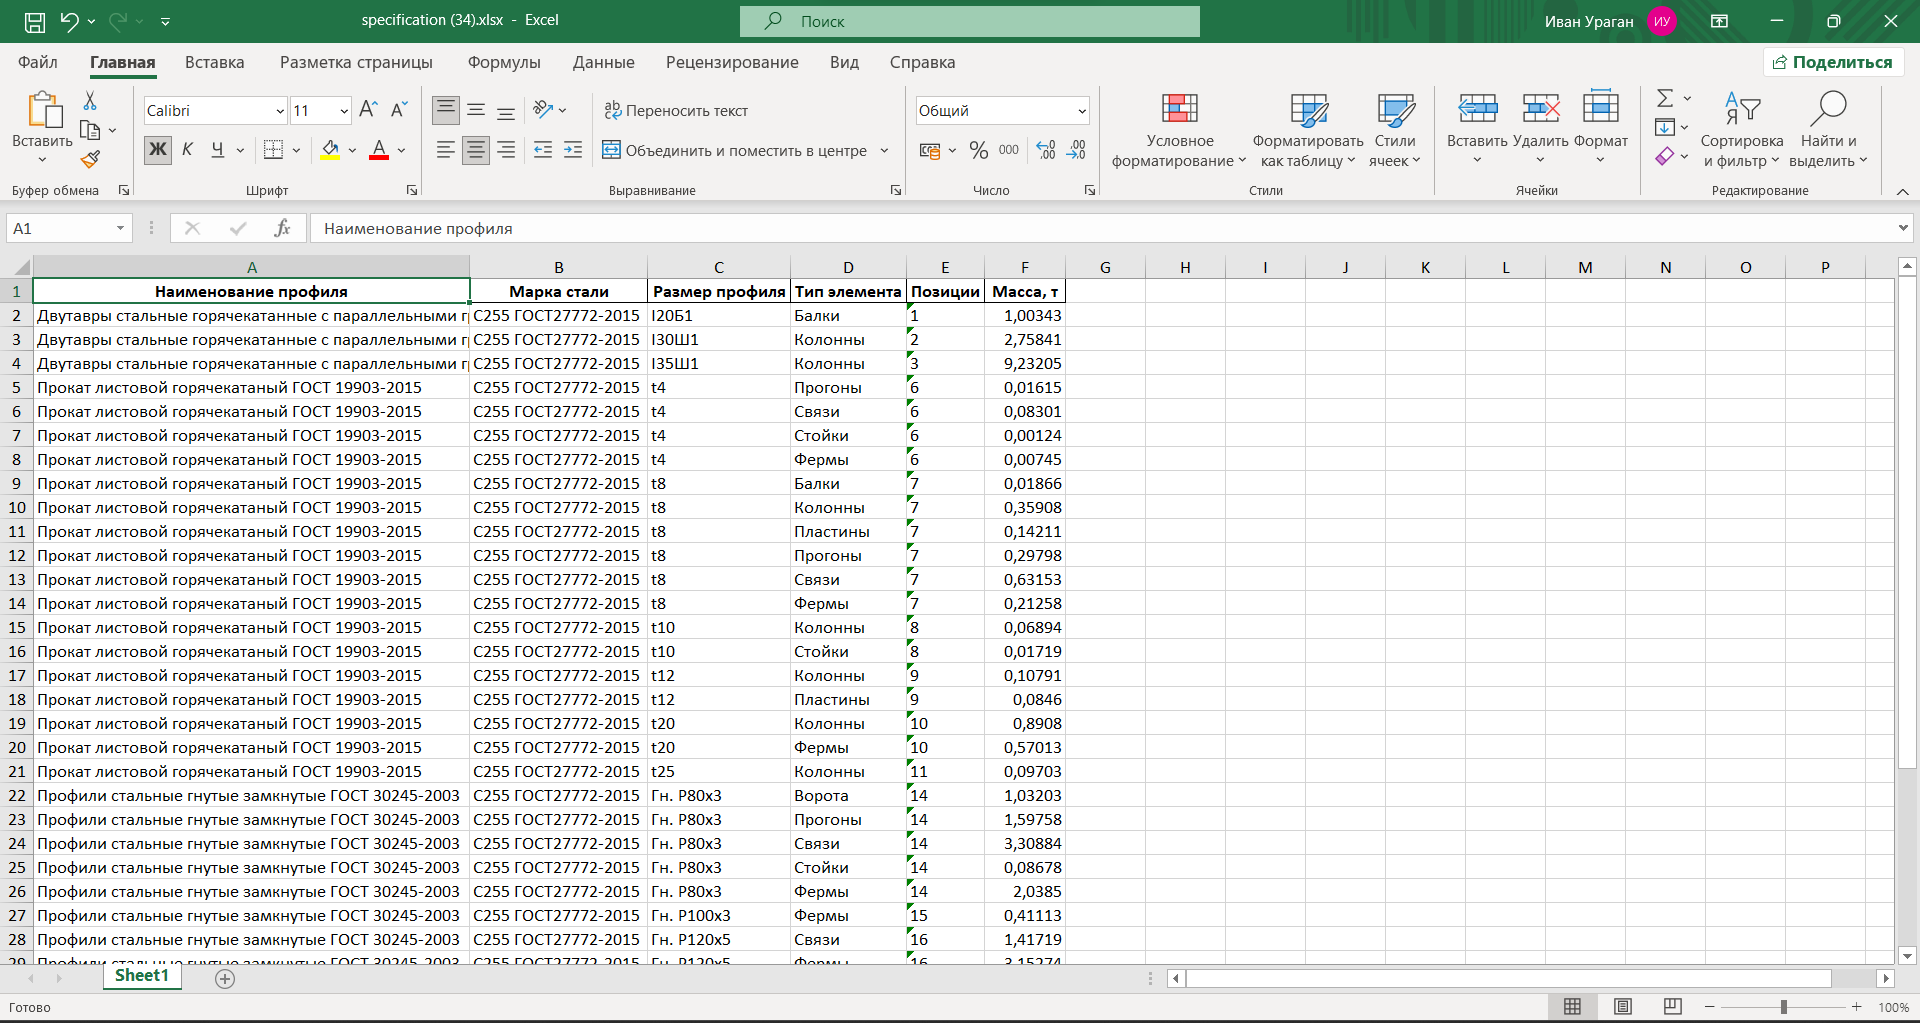 specification (34).xlsx - Excel
Поиск
Иван Ураган
ИУ
Файл Главная Вставка Разметка страницы Формулы Данные Рецензирование Вид Справка
Поделиться
Вставить
Буфер обмена
Calibri 11
Ж К Ч
Шрифт
Переносить текст
Объединить и поместить в центре
Выравнивание
Общий
% 000
Число
Условное форматирование
Форматировать как таблицу
Стили ячеек
Стили
Вставить Удалить Формат
Ячейки
Сортировка и фильтр
Найти и выделить
Редактирование
A1
fx
Наименование профиля
A B C D E F G H I J K L M N O P
1 Наименование профиля Марка стали Размер профиля Тип элемента Позиции Масса, т
2 Двутавры стальные горячекатанные с параллельными г С255 ГОСТ27772-2015 I20Б1 Балки 1 1,00343
3 Двутавры стальные горячекатанные с параллельными г С255 ГОСТ27772-2015 I30Ш1 Колонны 2 2,75841
4 Двутавры стальные горячекатанные с параллельными г С255 ГОСТ27772-2015 I35Ш1 Колонны 3 9,23205
5 Прокат листовой горячекатаный ГОСТ 19903-2015 С255 ГОСТ27772-2015 t4 Прогоны 6 0,01615
6 Прокат листовой горячекатаный ГОСТ 19903-2015 С255 ГОСТ27772-2015 t4 Связи 6 0,08301
7 Прокат листовой горячекатаный ГОСТ 19903-2015 С255 ГОСТ27772-2015 t4 Стойки 6 0,00124
8 Прокат листовой горячекатаный ГОСТ 19903-2015 С255 ГОСТ27772-2015 t4 Фермы 6 0,00745
9 Прокат листовой горячекатаный ГОСТ 19903-2015 С255 ГОСТ27772-2015 t8 Балки 7 0,01866
10 Прокат листовой горячекатаный ГОСТ 19903-2015 С255 ГОСТ27772-2015 t8 Колонны 7 0,35908
11 Прокат листовой горячекатаный ГОСТ 19903-2015 С255 ГОСТ27772-2015 t8 Пластины 7 0,14211
12 Прокат листовой горячекатаный ГОСТ 19903-2015 С255 ГОСТ27772-2015 t8 Прогоны 7 0,29798
13 Прокат листовой горячекатаный ГОСТ 19903-2015 С255 ГОСТ27772-2015 t8 Связи 7 0,63153
14 Прокат листовой горячекатаный ГОСТ 19903-2015 С255 ГОСТ27772-2015 t8 Фермы 7 0,21258
15 Прокат листовой горячекатаный ГОСТ 19903-2015 С255 ГОСТ27772-2015 t10 Колонны 8 0,06894
16 Прокат листовой горячекатаный ГОСТ 19903-2015 С255 ГОСТ27772-2015 t10 Стойки 8 0,01719
17 Прокат листовой горячекатаный ГОСТ 19903-2015 С255 ГОСТ27772-2015 t12 Колонны 9 0,10791
18 Прокат листовой горячекатаный ГОСТ 19903-2015 С255 ГОСТ27772-2015 t12 Пластины 9 0,0846
19 Прокат листовой горячекатаный ГОСТ 19903-2015 С255 ГОСТ27772-2015 t20 Колонны 10 0,8908
20 Прокат листовой горячекатаный ГОСТ 19903-2015 С255 ГОСТ27772-2015 t20 Фермы 10 0,57013
21 Прокат листовой горячекатаный ГОСТ 19903-2015 С255 ГОСТ27772-2015 t25 Колонны 11 0,09703
22 Профили стальные гнутые замкнутые ГОСТ 30245-2003 С255 ГОСТ27772-2015 Гн. Р80х3 Ворота 14 1,03203
23 Профили стальные гнутые замкнутые ГОСТ 30245-2003 С255 ГОСТ27772-2015 Гн. Р80х3 Прогоны 14 1,59758
24 Профили стальные гнутые замкнутые ГОСТ 30245-2003 С255 ГОСТ27772-2015 Гн. Р80х3 Связи 14 3,30884
25 Профили стальные гнутые замкнутые ГОСТ 30245-2003 С255 ГОСТ27772-2015 Гн. Р80х3 Стойки 14 0,08678
26 Профили стальные гнутые замкнутые ГОСТ 30245-2003 С255 ГОСТ27772-2015 Гн. Р80х3 Фермы 14 2,0385
27 Профили стальные гнутые замкнутые ГОСТ 30245-2003 С255 ГОСТ27772-2015 Гн. Р100х3 Фермы 15 0,41113
28 Профили стальные гнутые замкнутые ГОСТ 30245-2003 С255 ГОСТ27772-2015 Гн. Р120х5 Связи 16 1,41719
29 Профили стальные гнутые замкнутые ГОСТ 30245-2003 С255 ГОСТ27772-2015 Гн. Р120х5 Фермы 16 3,15274
Sheet1
Готово
100%